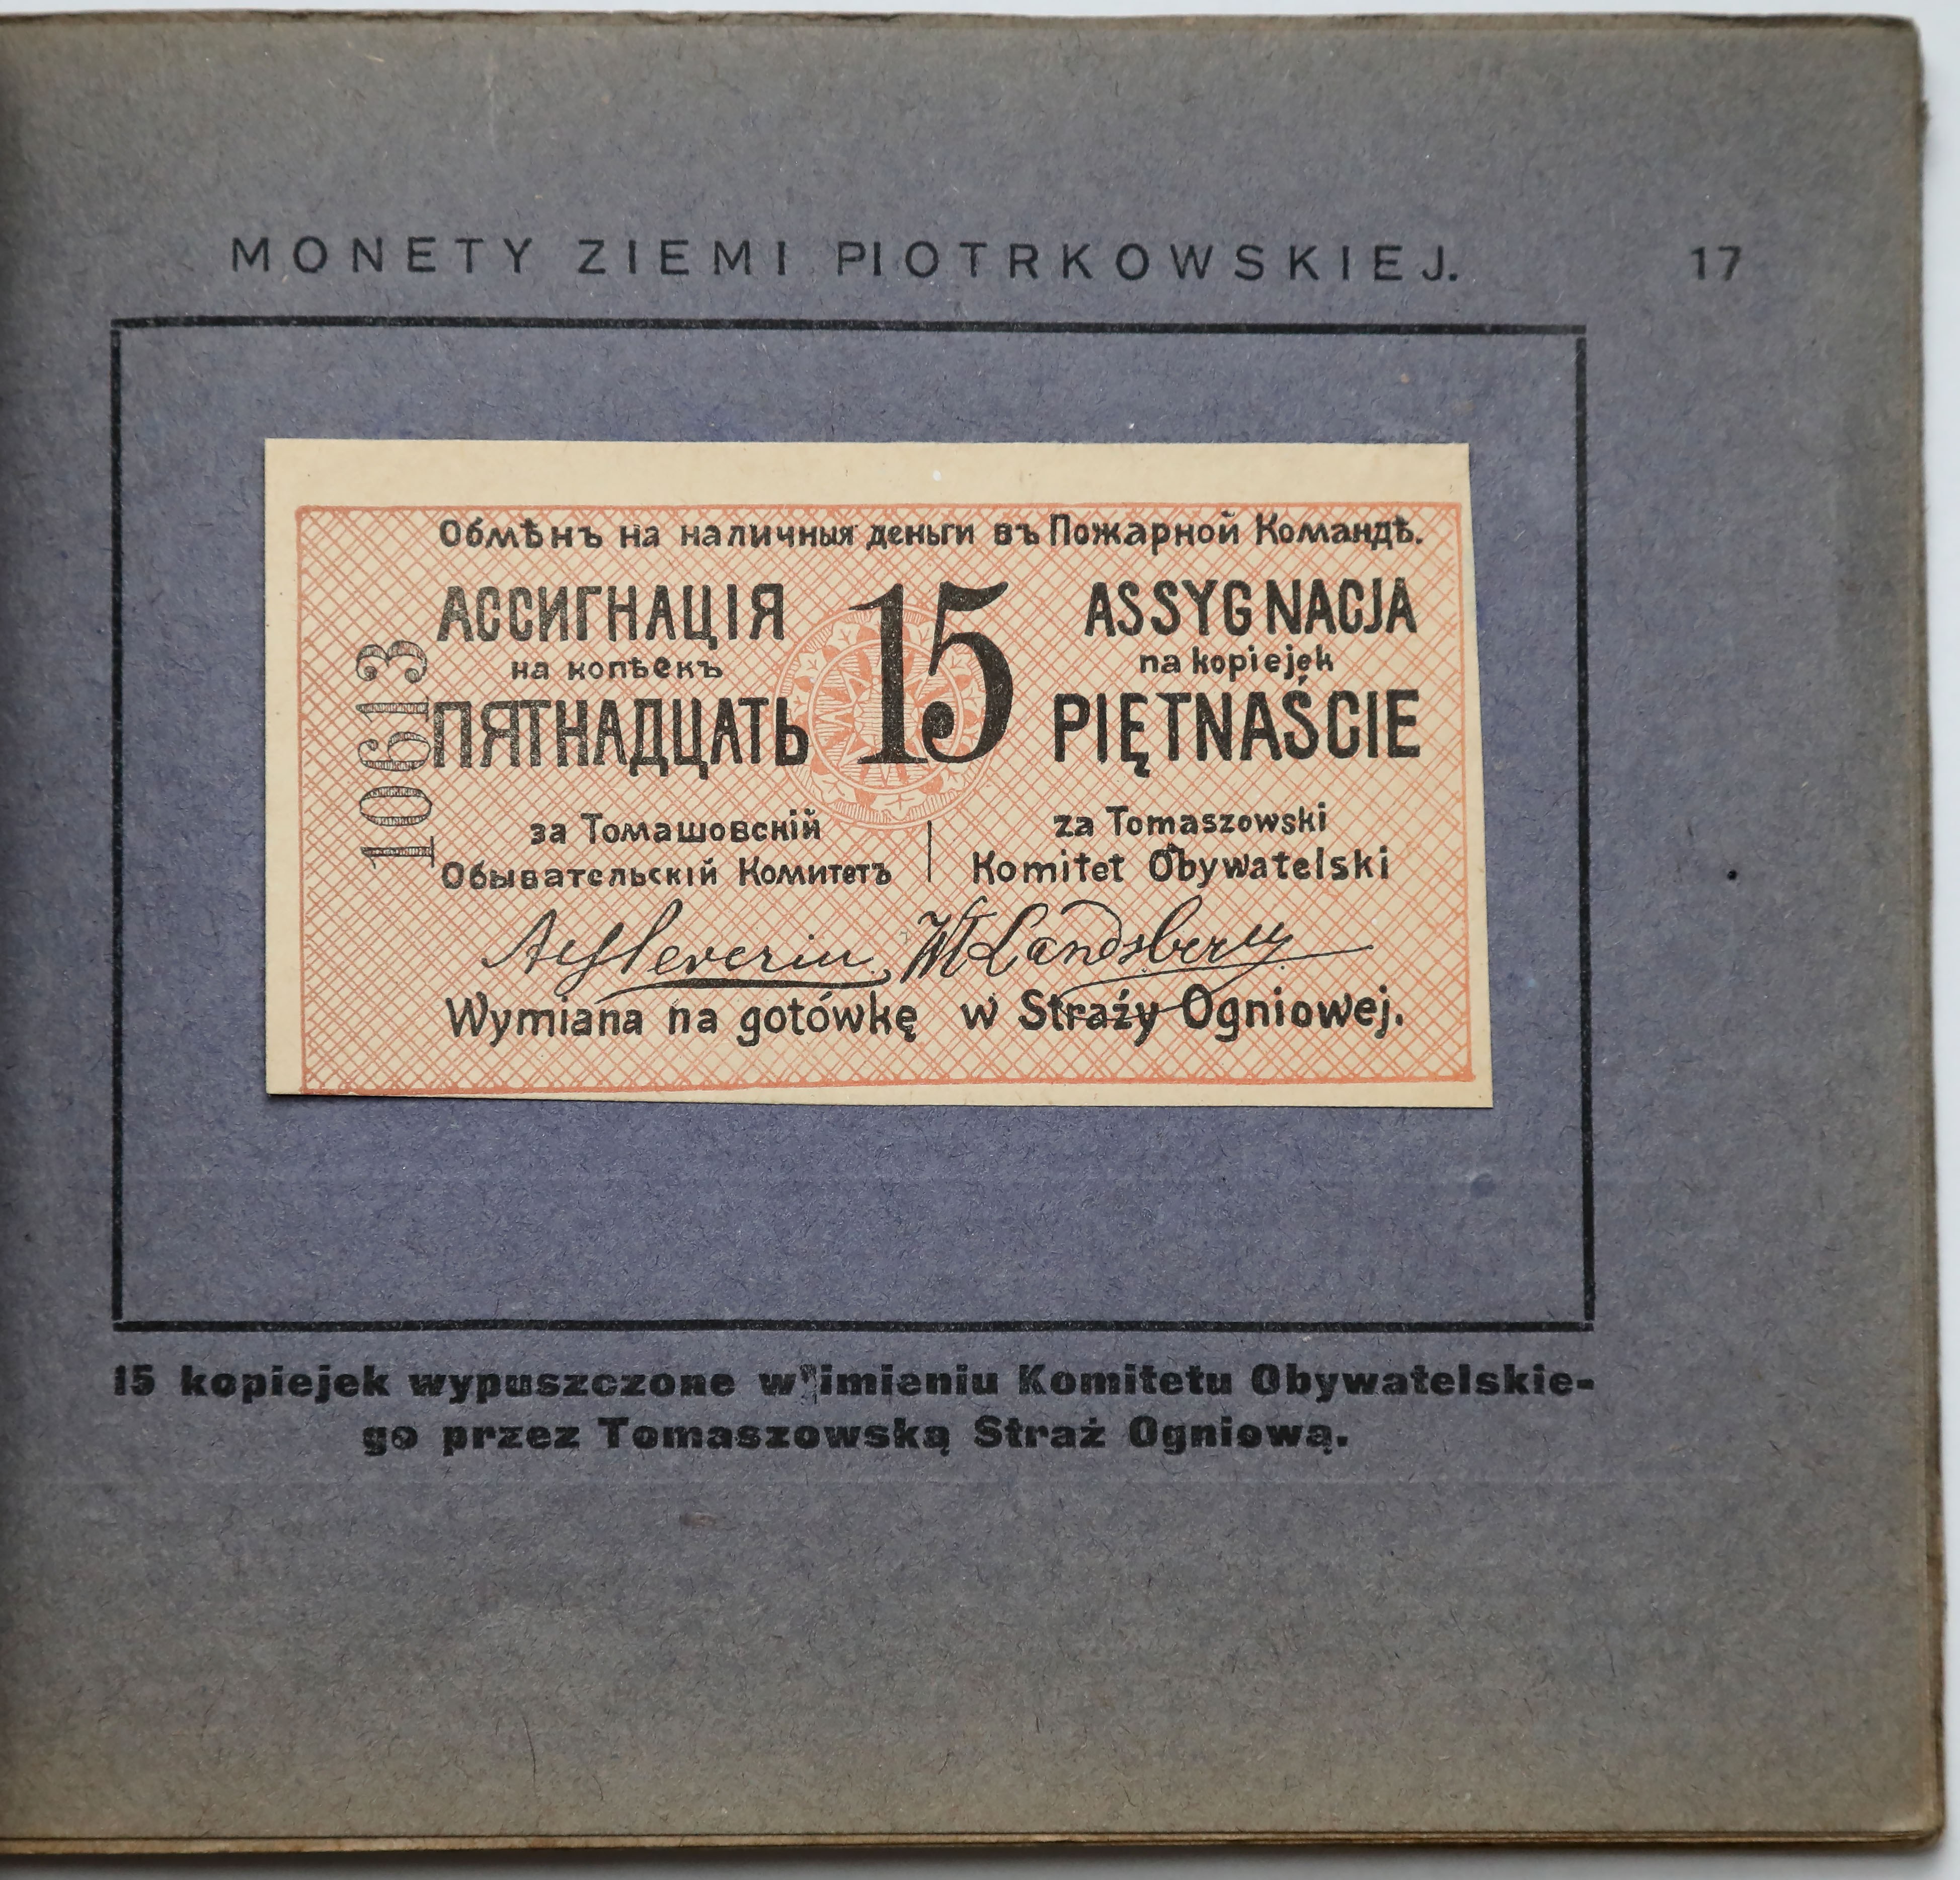 MONETY ZIEMI PIOTRKOWSKIEJ. 17
Обмѣнъ на наличныя деньги въ Пожарной Командѣ.
АССИГНАЦІЯ
на копѣекъ
ПЯТНАДЦАТЬ
15
ASSYGNACJA
na kopiejek
PIĘTNAŚCIE
10613
за Томашовскій
Обывательскій Комитетъ
za Tomaszowski
Komitet Obywatelski
Landsberg
Wymiana na gotówkę w Straży Ogniowej.
15 kopiejek wypuszczone w imieniu Komitetu Obywatelskie-
go przez Tomaszowską Straż Ogniową.